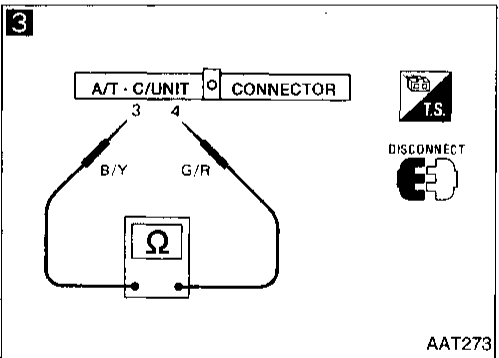 3
A/T · C/UNIT CONNECTOR
3 4
T.S.
DISCONNECT
B/Y G/R
Ω
AAT273